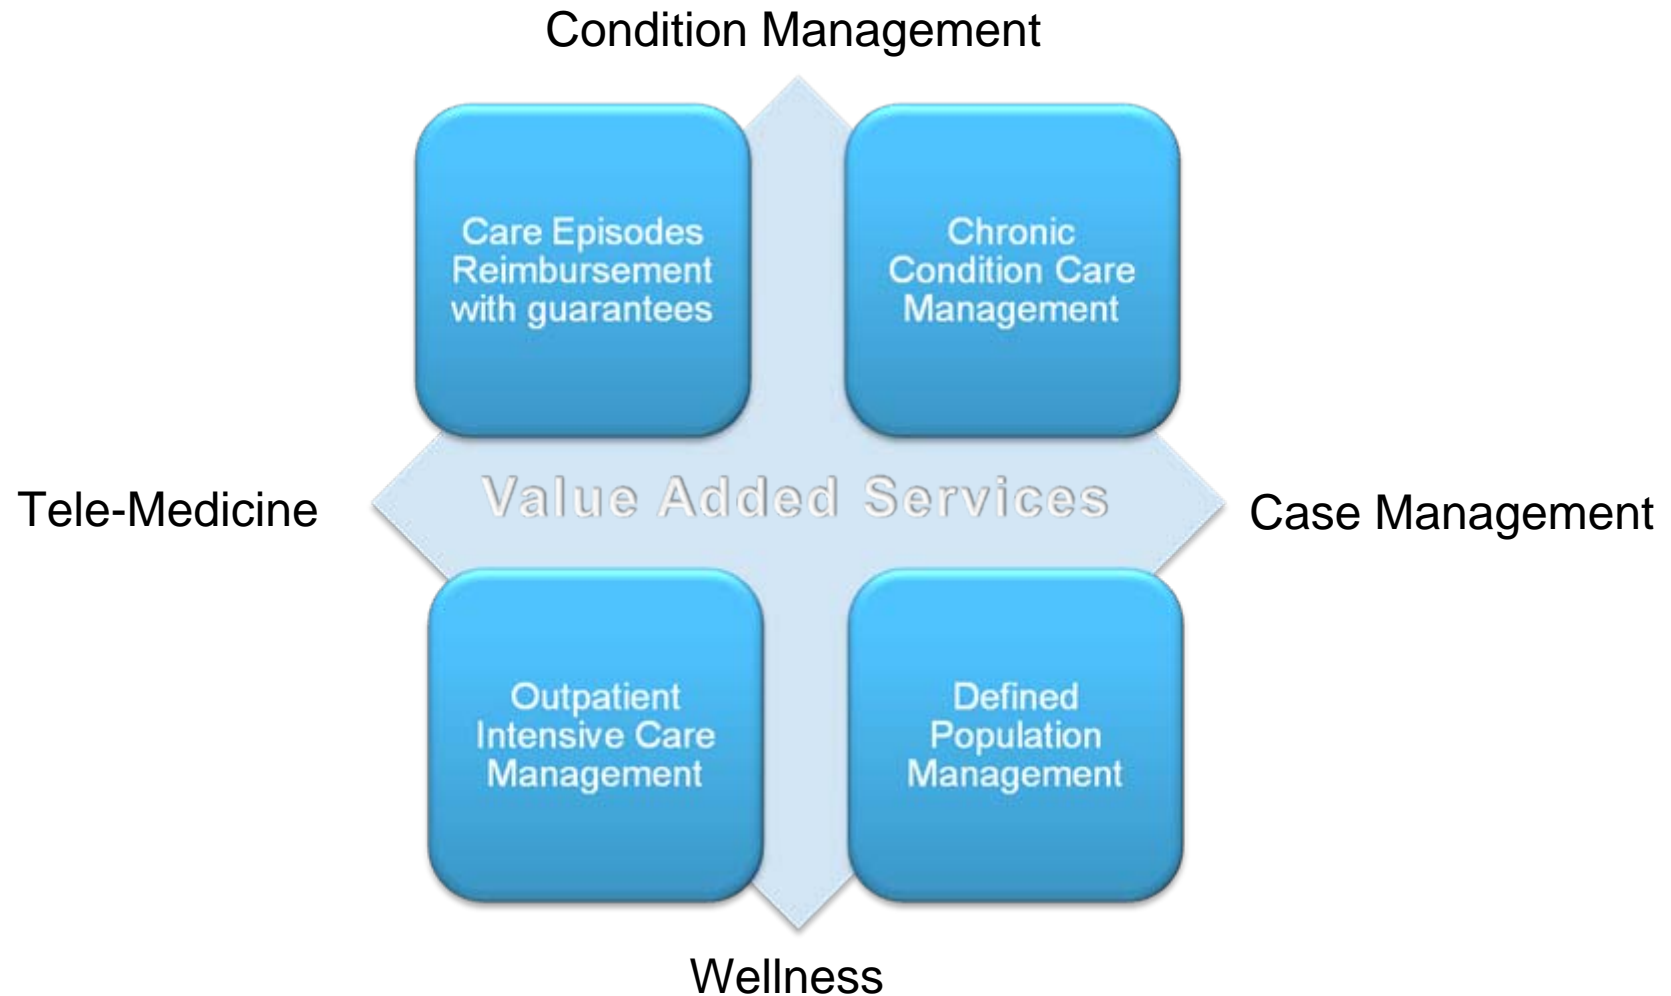 Condition Management
Care Episodes
Reimbursement
with guarantees
Chronic
Condition Care
Management
Tele-Medicine
Value Added Services
Case Management
Outpatient
Intensive Care
Management
Defined
Population
Management
Wellness